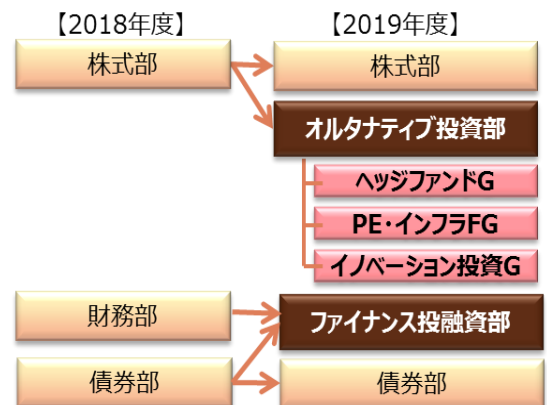 【2018年度】 【2019年度】
株式部 株式部
オルタナティブ投資部
ヘッジファンドG
PE・インフラFG
イノベーション投資G
財務部 ファイナンス投融資部
債券部 債券部